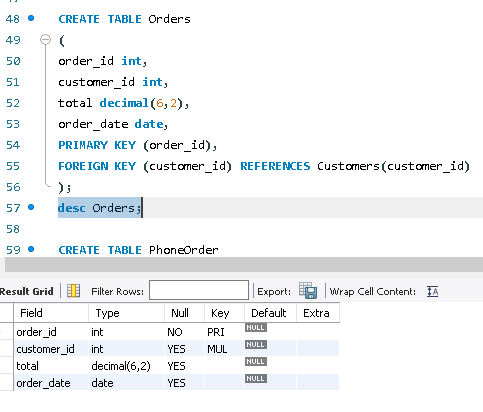 48 CREATE TABLE Orders
49 (
50 order_id int,
51 customer_id int,
52 total decimal(6,2),
53 order_date date,
54 PRIMARY KEY (order_id),
55 FOREIGN KEY (customer_id) REFERENCES Customers(customer_id)
56 );
57 desc Orders;
58
59 CREATE TABLE PhoneOrder
Result Grid Filter Rows: Export: Wrap Cell Content: IA
Field Type Null Key Default Extra
order_id int NO PRI NULL
customer_id int YES MUL NULL
total decimal(6,2) YES NULL
order_date date YES NULL